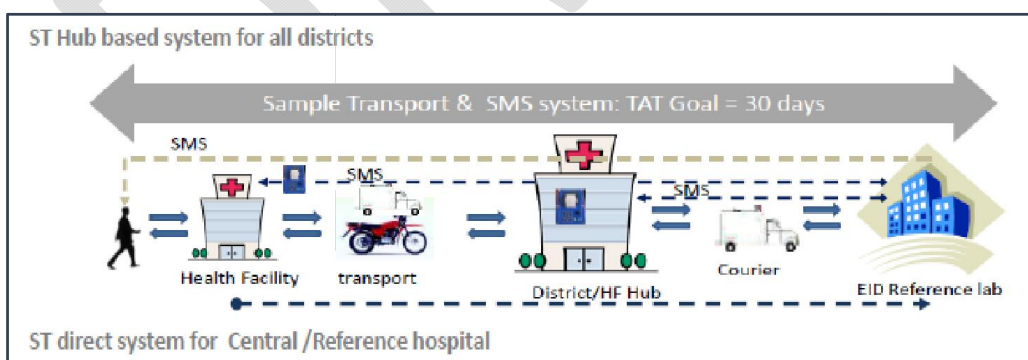 ST Hub based system for all districts
Sample Transport & SMS system: TAT Goal = 30 days
SMS
SMS
SMS
Health Facility
transport
District/HF Hub
Courier
EID Reference lab
ST direct system for Central /Reference hospital